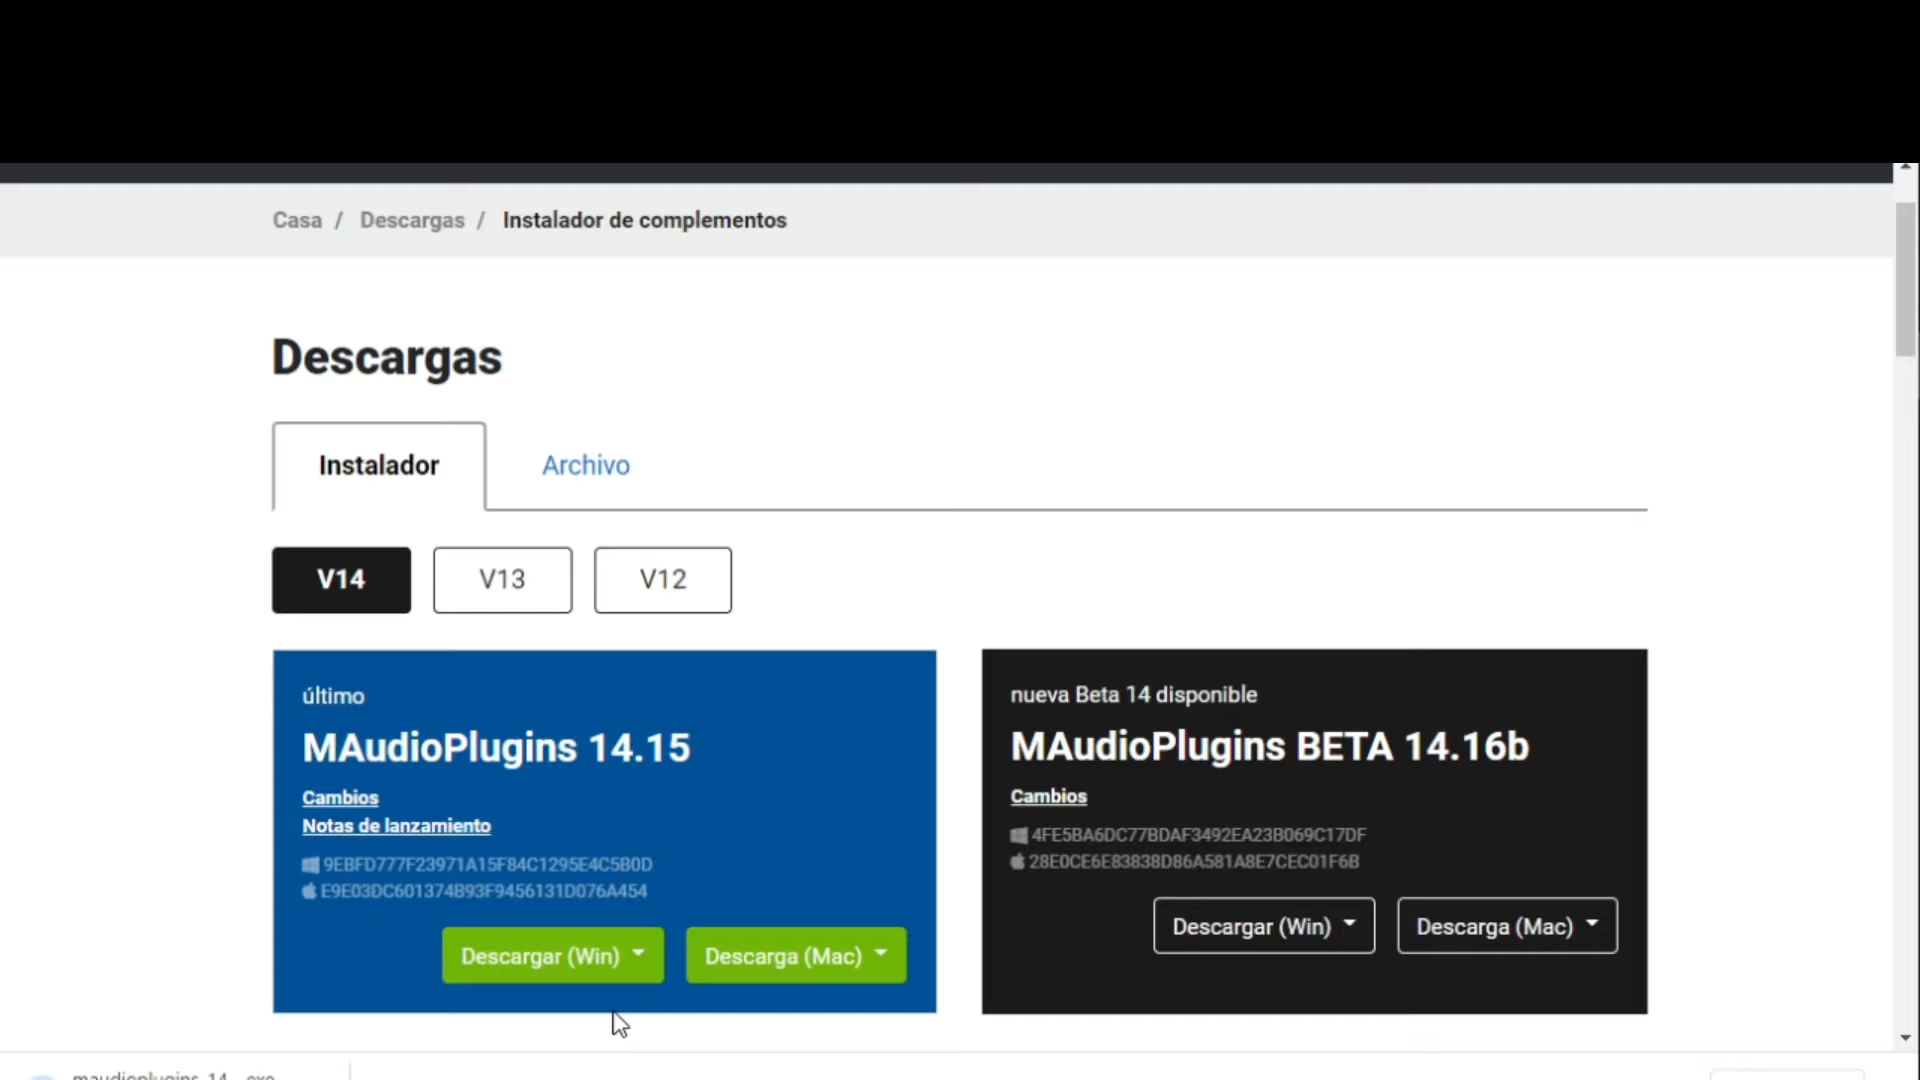 Casa / Descargas / Instalador de complementos
Descargas
Instalador
Archivo
V14
V13
V12
último
MAudioPlugins 14.15
Cambios
Notas de lanzamiento
9EBFD777F23971A15F84C1295E4C5B0D
E9E03DC601374B93F9456131D076A454
Descargar (Win)
Descarga (Mac)
nueva Beta 14 disponible
MAudioPlugins BETA 14.16b
Cambios
4FE5BA6DC77BDAF3492EA23B069C17DF
28E0CE6E83838D86A581A8E7CEC01F6B
Descargar (Win)
Descarga (Mac)
maudioplugins_14....exe